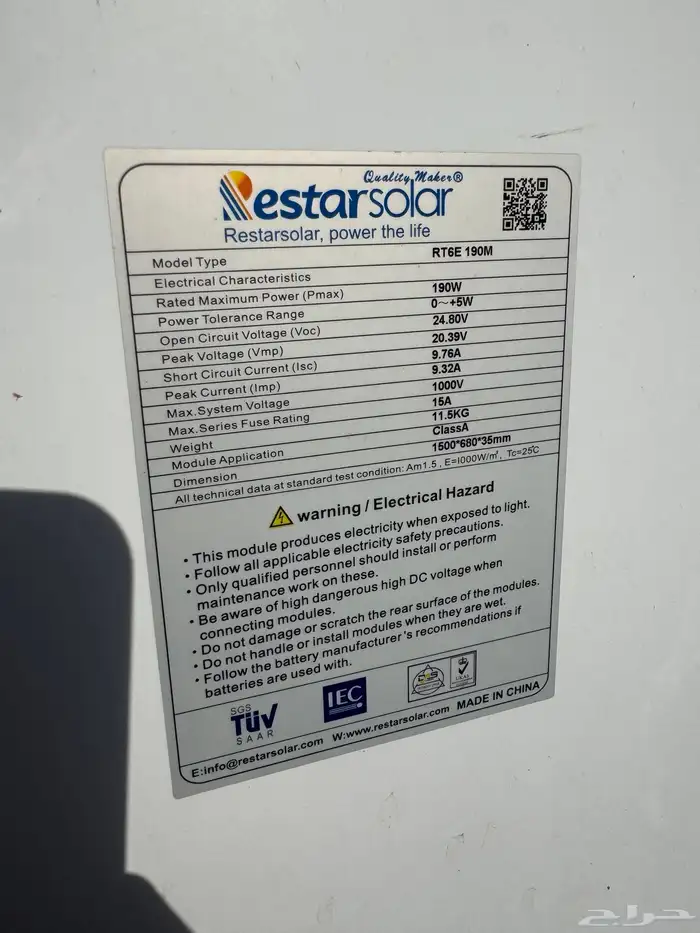 Quality Maker®
Restarsolar
Restarsolar, power the life
Model Type RT6E 190M
Electrical Characteristics
Rated Maximum Power (Pmax) 190W
Power Tolerance Range 0～+5W
Open Circuit Voltage (Voc) 24.80V
Peak Voltage (Vmp) 20.39V
Short Circuit Current (Isc) 9.76A
Peak Current (Imp) 9.32A
Max.System Voltage 1000V
Max.Series Fuse Rating 15A
Weight 11.5KG
Module Application ClassA
Dimension 1500*680*35mm
All technical data at standard test condition: Am1.5 , E=1000W/㎡, Tc=25℃
warning / Electrical Hazard
· This module produces electricity when exposed to light.
· Follow all applicable electricity safety precautions.
· Only qualified personnel should install or perform
maintenance work on these.
· Be aware of high dangerous high DC voltage when
connecting modules.
· Do not damage or scratch the rear surface of the modules.
· Do not handle or install modules when they are wet.
· Follow the battery manufacturer's recommendations if
batteries are used with.
SGS
TÜV
SAAR
IEC
UKAS
E:info@restarsolar.com W:www.restarsolar.com MADE IN CHINA
حراج